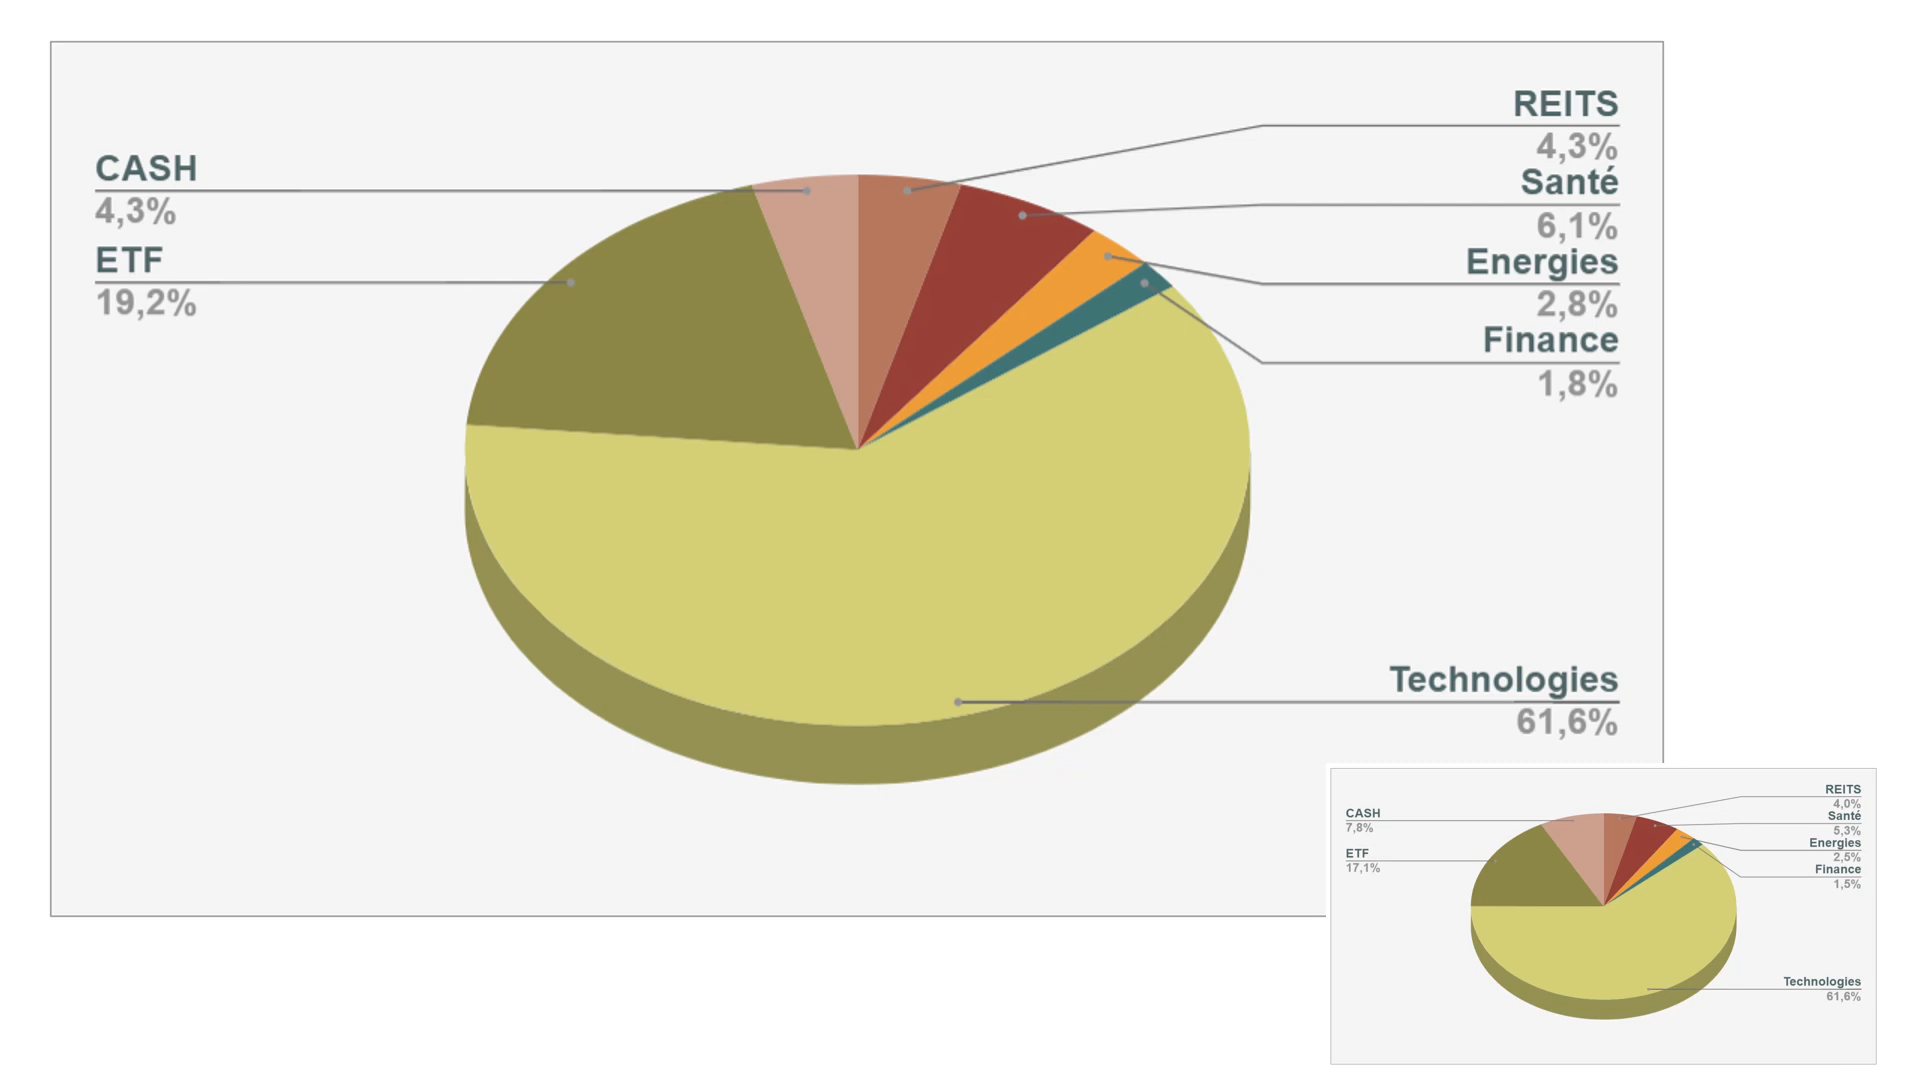 CASH
4,3%
ETF
19,2%
REITS
4,3%
Santé
6,1%
Energies
2,8%
Finance
1,8%
Technologies
61,6%
CASH
7,8%
ETF
17,1%
REITS
4,0%
Santé
5,3%
Energies
2,5%
Finance
1,5%
Technologies
61,6%